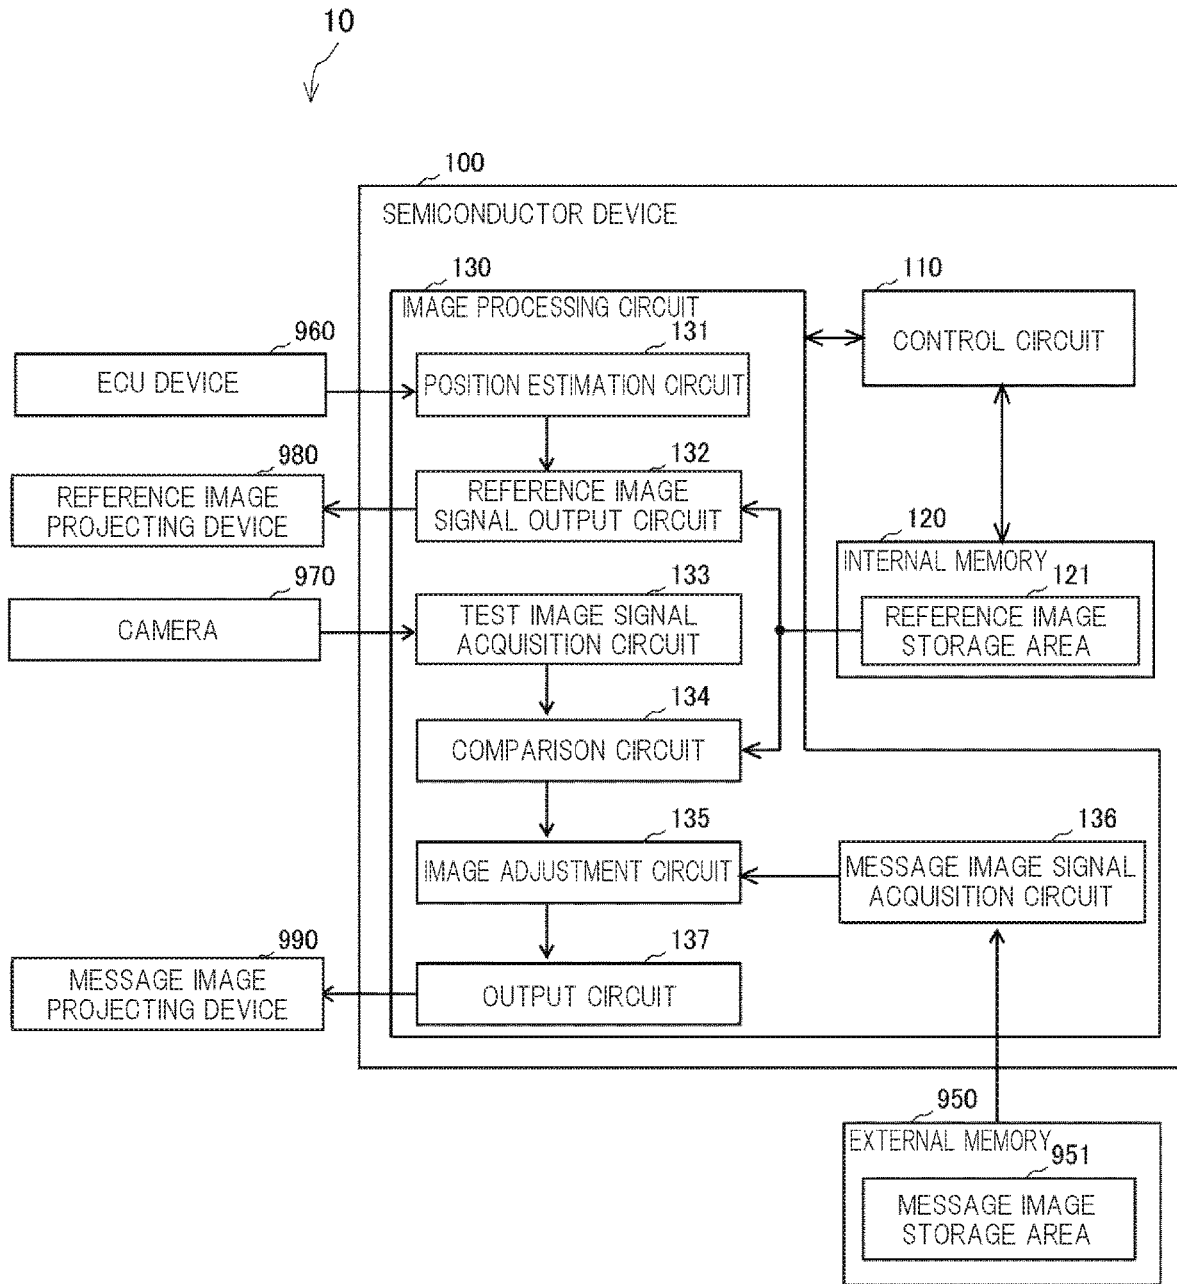 10
100
SEMICONDUCTOR DEVICE
130
IMAGE PROCESSING CIRCUIT
110
CONTROL CIRCUIT
960
ECU DEVICE
131
POSITION ESTIMATION CIRCUIT
980
REFERENCE IMAGE
PROJECTING DEVICE
132
REFERENCE IMAGE
SIGNAL OUTPUT CIRCUIT
120
INTERNAL MEMORY
121
REFERENCE IMAGE
STORAGE AREA
970
CAMERA
133
TEST IMAGE SIGNAL
ACQUISITION CIRCUIT
134
COMPARISON CIRCUIT
135
IMAGE ADJUSTMENT CIRCUIT
136
MESSAGE IMAGE SIGNAL
ACQUISITION CIRCUIT
990
MESSAGE IMAGE
PROJECTING DEVICE
137
OUTPUT CIRCUIT
950
EXTERNAL MEMORY
951
MESSAGE IMAGE
STORAGE AREA